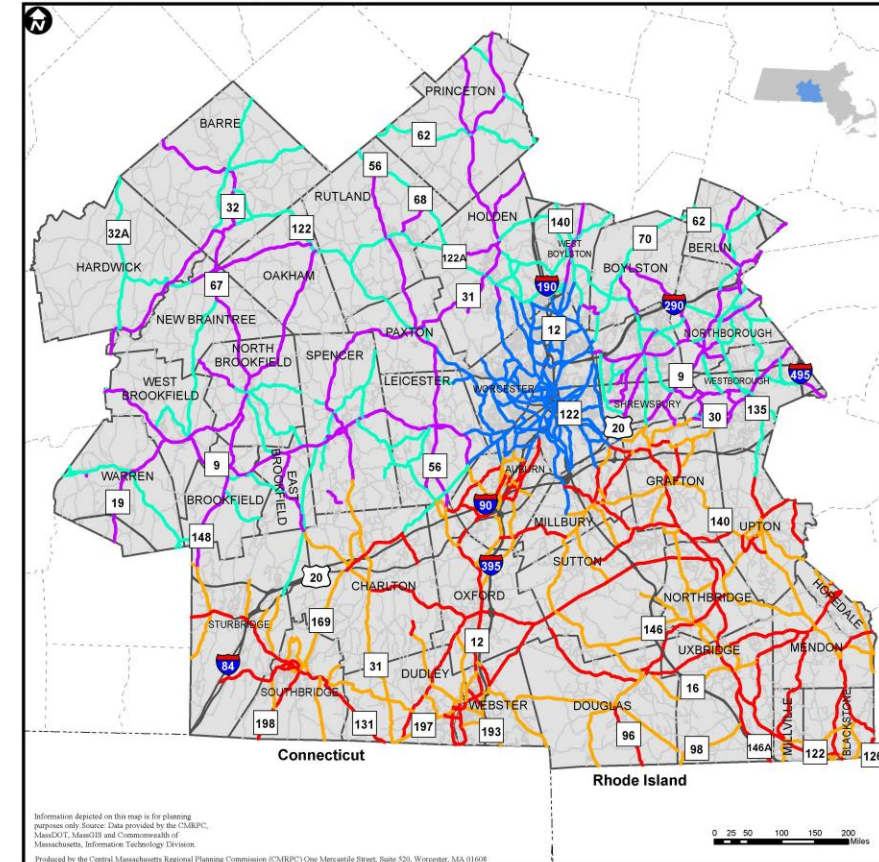 N
PRINCETON
BARRE
62
56
RUTLAND
68
32
32A
122
HOLDEN
140
WEST
BOYLSTON
70
62
BERLIN
BOYLSTON
HARDWICK
122A
OAKHAM
67
190
31
290
NEW BRAINTREE
12
NORTHBOROUGH
PAXTON
NORTH
BROOKFIELD
SPENCER
LEICESTER
WORCESTER
9
495
WESTBOROUGH
WEST
BROOKFIELD
122
SHREWSBURY
30
135
20
9
56
AUBURN
WARREN
EAST
BROOKFIELD
GRAFTON
19
BROOKFIELD
90
MILLBURY
140
UPTON
148
395
SUTTON
20
CHARLTON
OXFORD
HOPEDALE
NORTHBRIDGE
169
STURBRIDGE
146
12
UXBRIDGE
MENDON
84
31
DUDLEY
16
SOUTHBRIDGE
WEBSTER
DOUGLAS
MILLVILLE
BLACKSTONE
198
131
197
193
96
98
146A
122
126
Connecticut
Rhode Island
Information depicted on this map is for planning
purposes only. Source: Data provided by the CMRPC,
MassDOT, MassGIS and Commonwealth of
Massachusetts, Information Technology Division.
0 25 50 100 150 200
Miles
Produced by the Central Massachusetts Regional Planning Commission (CMRPC) One Mercantile Street, Suite 520, Worcester, MA 01608